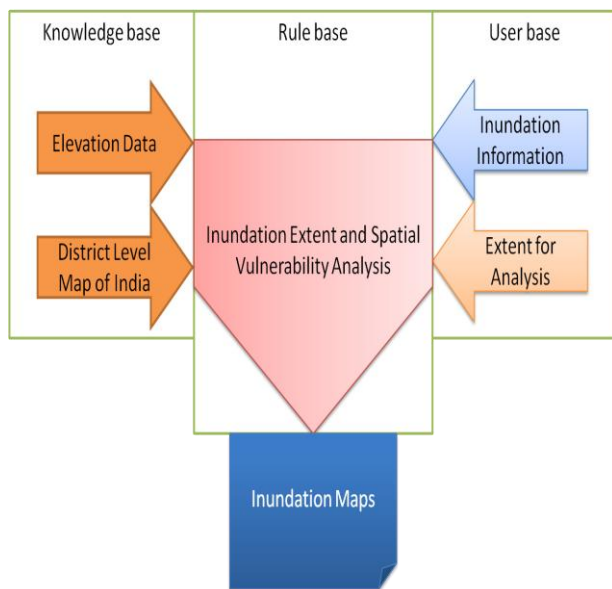 Knowledge base
Rule base
User base
Elevation Data
Inundation
Information
District Level
Map of India
Inundation Extent and Spatial
Vulnerability Analysis
Extent for
Analysis
Inundation Maps